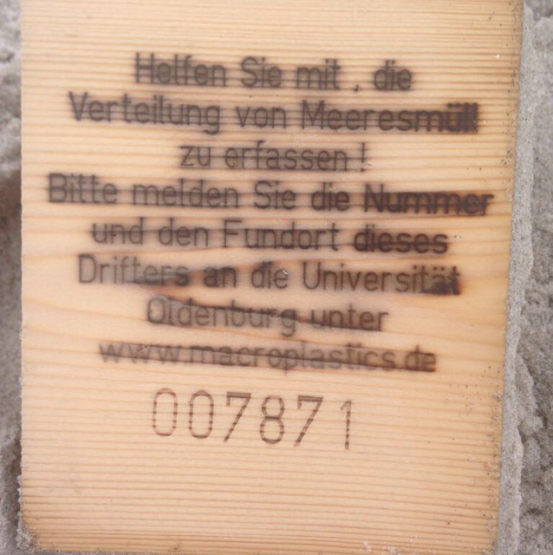 Helfen Sie mit , die
Verteilung von Meeresmüll
zu erfassen !
Bitte melden Sie die Nummer
und den Fundort dieses
Drifters an die Universität
Oldenburg unter
www.macroplastics.de
007871